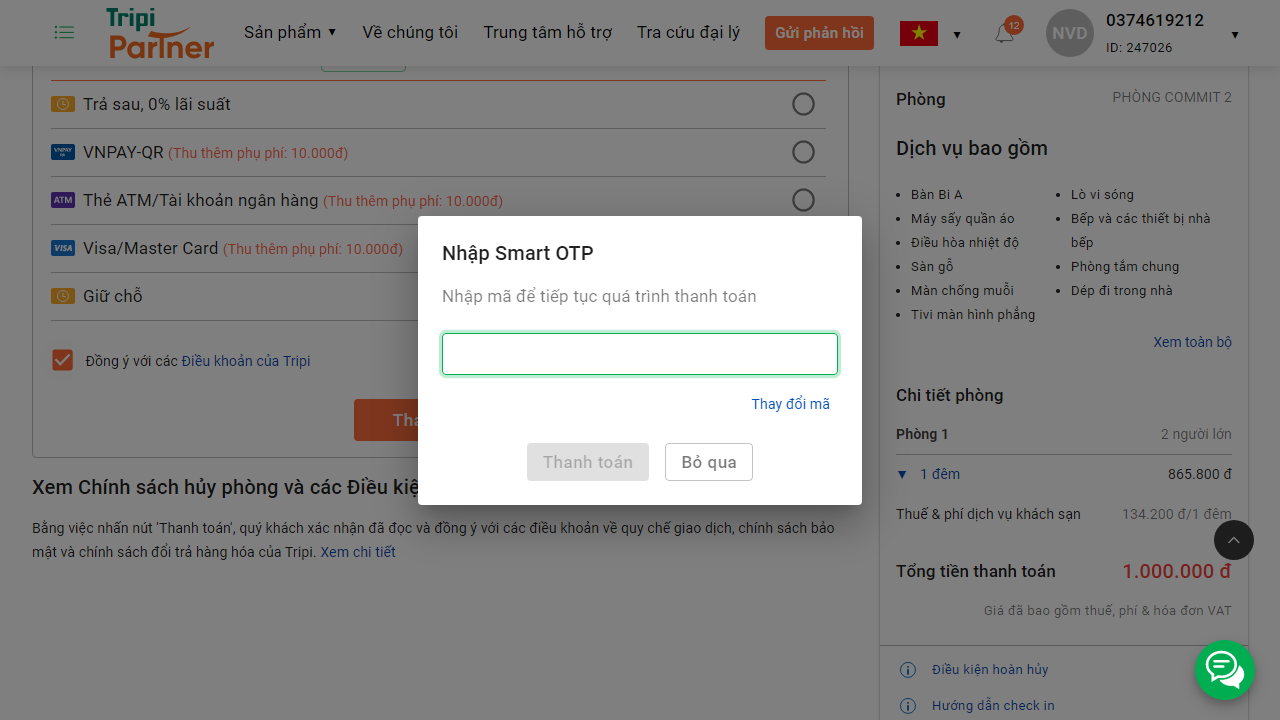 Tripi
Partner
Sản phẩm
Về chúng tôi
Trung tâm hỗ trợ
Tra cứu đại lý
Gửi phản hồi
12
NVD
0374619212
ID: 247026
Trả sau, 0% lãi suất
VNPAY-QR (Thu thêm phụ phí: 10.000đ)
ATM Thẻ ATM/Tài khoản ngân hàng (Thu thêm phụ phí: 10.000đ)
VISA Visa/Master Card (Thu thêm phụ phí: 10.000đ)
Giữ chỗ
Đồng ý với các Điều khoản của Tripi
Tha
Xem Chính sách hủy phòng và các Điều kiệ
Bằng việc nhấn nút 'Thanh toán', quý khách xác nhận đã đọc và đồng ý với các điều khoản về quy chế giao dịch, chính sách bảo
mật và chính sách đổi trả hàng hóa của Tripi. Xem chi tiết
Nhập Smart OTP
Nhập mã để tiếp tục quá trình thanh toán
Thay đổi mã
Thanh toán
Bỏ qua
Phòng
PHÒNG COMMIT 2
Dịch vụ bao gồm
Bàn Bi A
Máy sấy quần áo
Điều hòa nhiệt độ
Sàn gỗ
Màn chống muỗi
Tivi màn hình phẳng
Lò vi sóng
Bếp và các thiết bị nhà
bếp
Phòng tắm chung
Dép đi trong nhà
Xem toàn bộ
Chi tiết phòng
Phòng 1
2 người lớn
1 đêm
865.800 đ
Thuế & phí dịch vụ khách sạn
134.200 đ/1 đêm
Tổng tiền thanh toán
1.000.000 đ
Giá đã bao gồm thuế, phí & hóa đơn VAT
Điều kiện hoàn hủy
Hướng dẫn check in